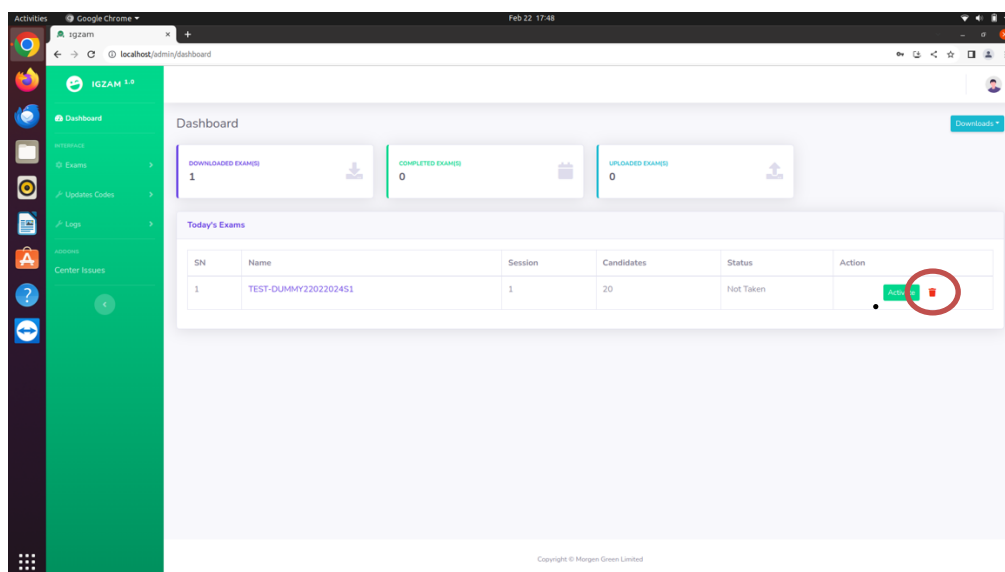 Activities Google Chrome Feb 22 17:48
Igzam
localhost/admin/dashboard
IGZAM 3.0
Dashboard
INTERFACE
Exams
Updates Codes
Logs
ADDONS
Center Issues
Dashboard
Downloads
DOWNLOADED EXAM(S)
1
COMPLETED EXAM(S)
0
UPLOADED EXAM(S)
0
Today's Exams
SN Name Session Candidates Status Action
1 TEST-DUMMY22022024S1 1 20 Not Taken Activate
Copyright © Morgen Green Limited